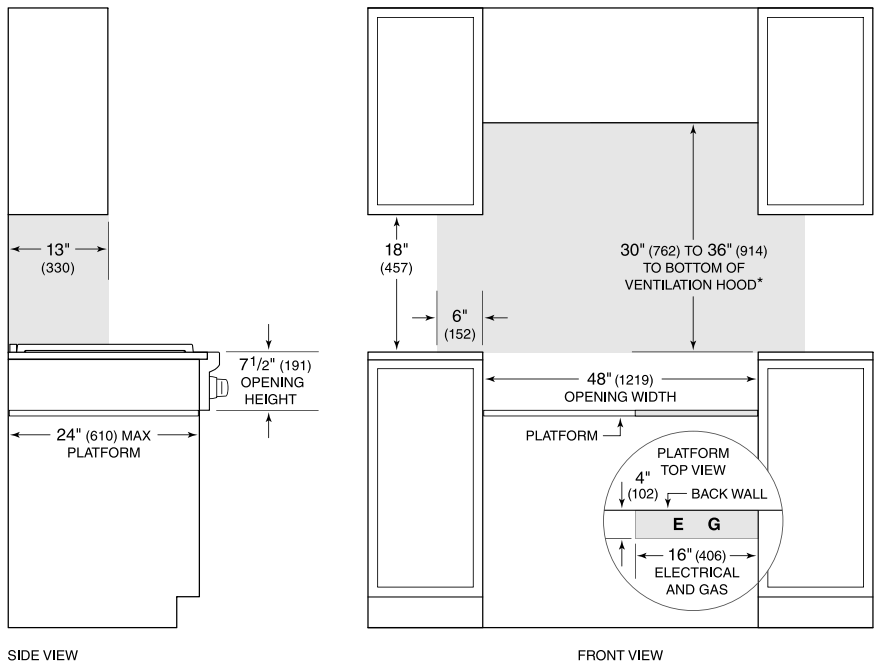 13"
(330)
7 1/2" (191)
OPENING
HEIGHT
24" (610) MAX
PLATFORM
SIDE VIEW
18"
(457)
30" (762) TO 36" (914)
TO BOTTOM OF
VENTILATION HOOD*
6"
(152)
48" (1219)
OPENING WIDTH
PLATFORM
PLATFORM
TOP VIEW
4"
(102)
BACK WALL
E G
16" (406)
ELECTRICAL
AND GAS
FRONT VIEW